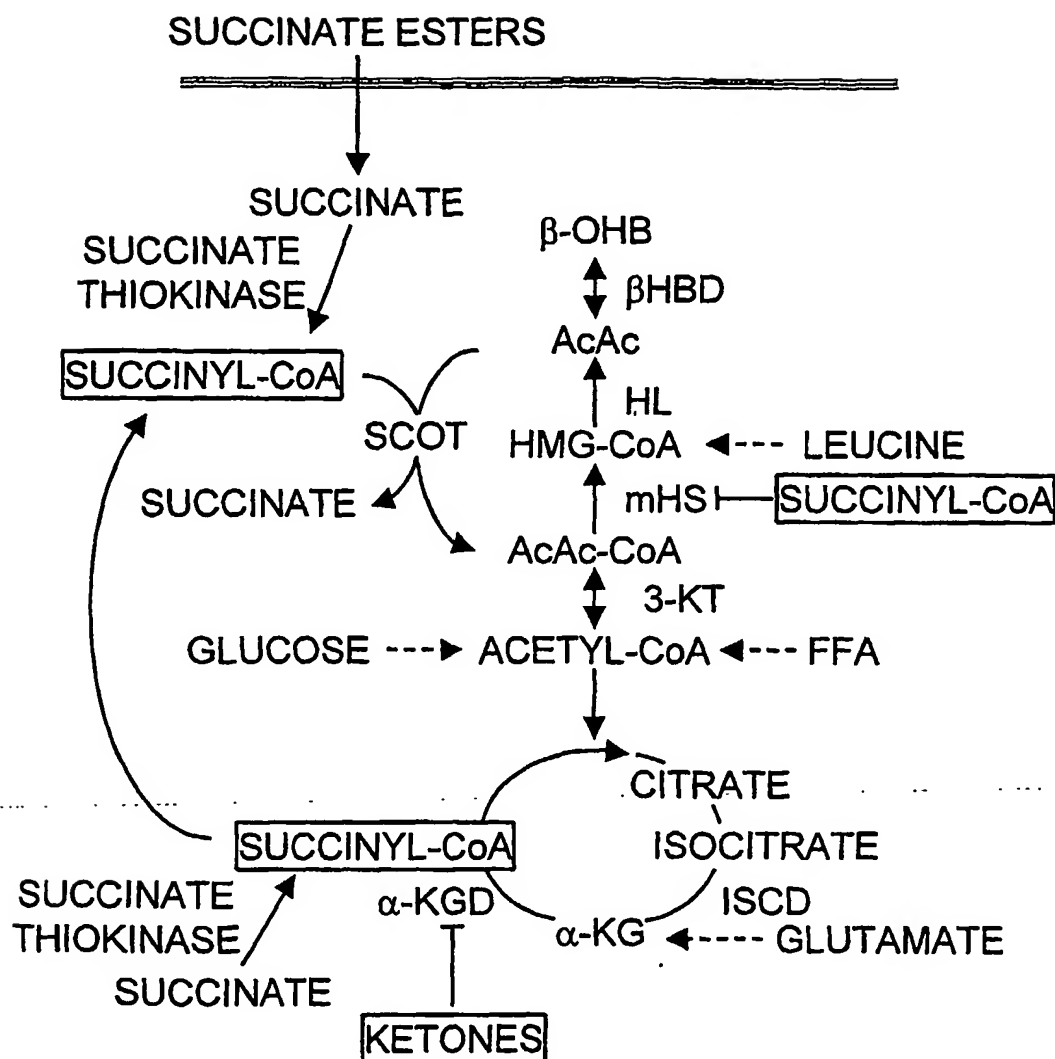 SUCCINATE ESTERS
SUCCINATE
SUCCINATE
THIOKINASE
β-OHB
βHBD
AcAc
SUCCINYL-CoA
HL
SCOT
HMG-CoA
LEUCINE
SUCCINATE
mHS
SUCCINYL-CoA
AcAc-CoA
3-KT
GLUCOSE
ACETYL-CoA
FFA
CITRATE
SUCCINYL-CoA
ISOCITRATE
SUCCINATE
THIOKINASE
α-KGD
ISCD
α-KG
GLUTAMATE
SUCCINATE
KETONES